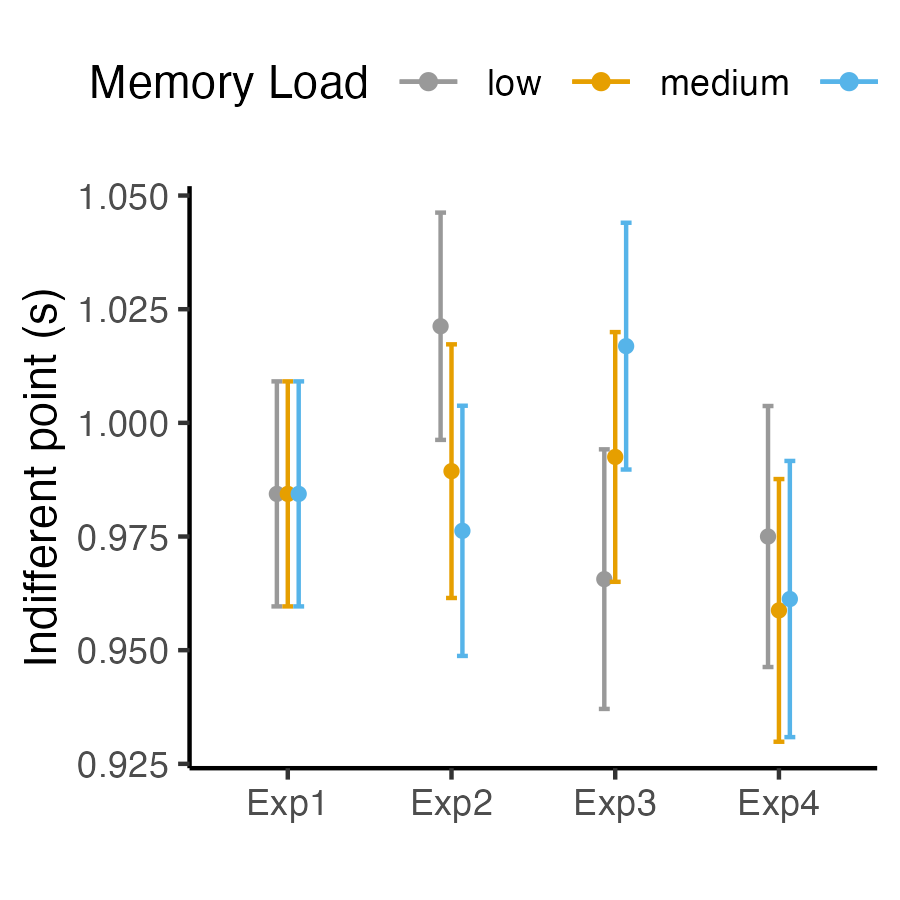 Memory Load low medium
1.050
1.025
1.000
0.975
0.950
0.925
Indifferent point (s)
Exp1 Exp2 Exp3 Exp4